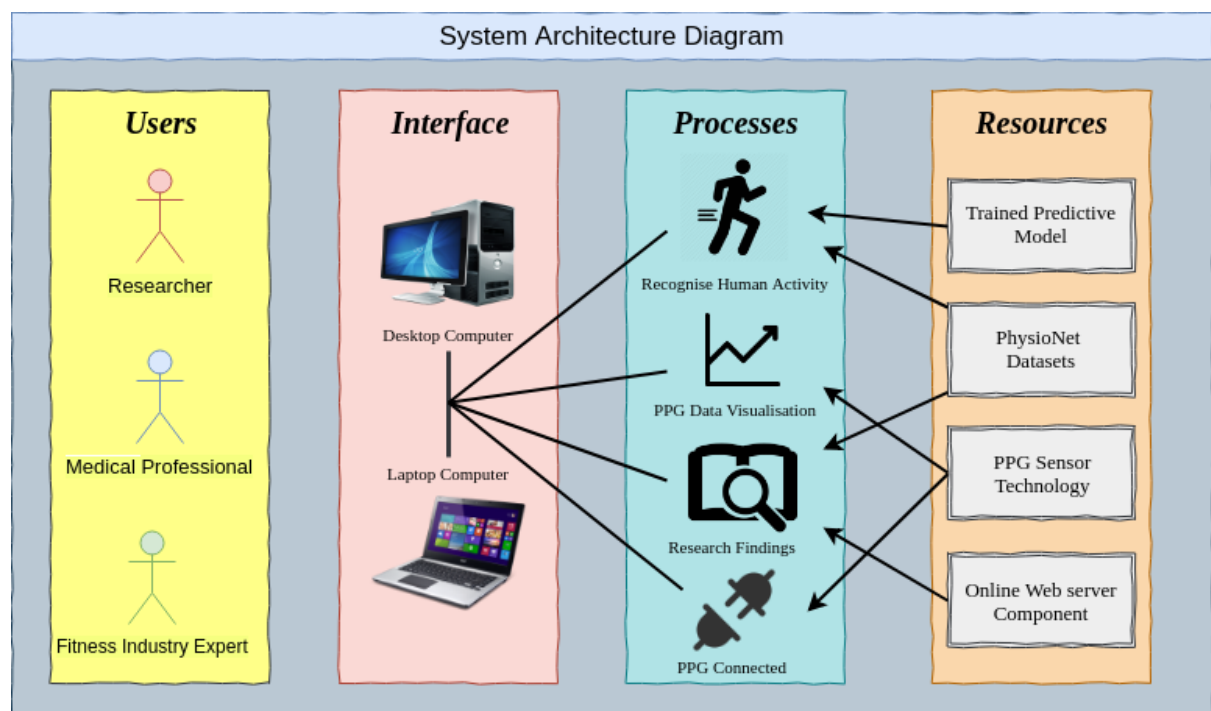 System Architecture Diagram
Users
Researcher
Medical Professional
Fitness Industry Expert
Interface
Desktop Computer
Laptop Computer
Processes
Recognise Human Activity
PPG Data Visualisation
Research Findings
PPG Connected
Resources
Trained Predictive
Model
PhysioNet
Datasets
PPG Sensor
Technology
Online Web server
Component